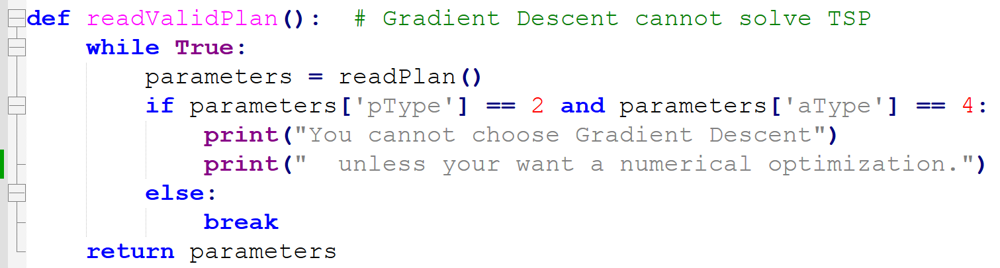 def readValidPlan():  # Gradient Descent cannot solve TSP
    while True:
        parameters = readPlan()
        if parameters['pType'] == 2 and parameters['aType'] == 4:
            print("You cannot choose Gradient Descent")
            print("  unless your want a numerical optimization.")
        else:
            break
    return parameters